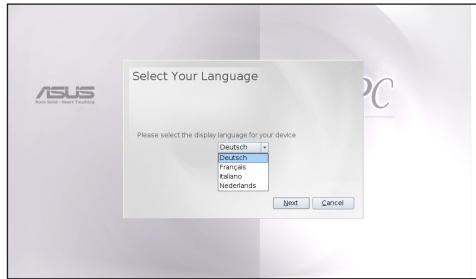 Select Your Language
ASUS
Rock Solid · Heart Touching
PC
Please select the display language for your device
Deutsch
Deutsch
Français
Italiano
Nederlands
Next
Cancel